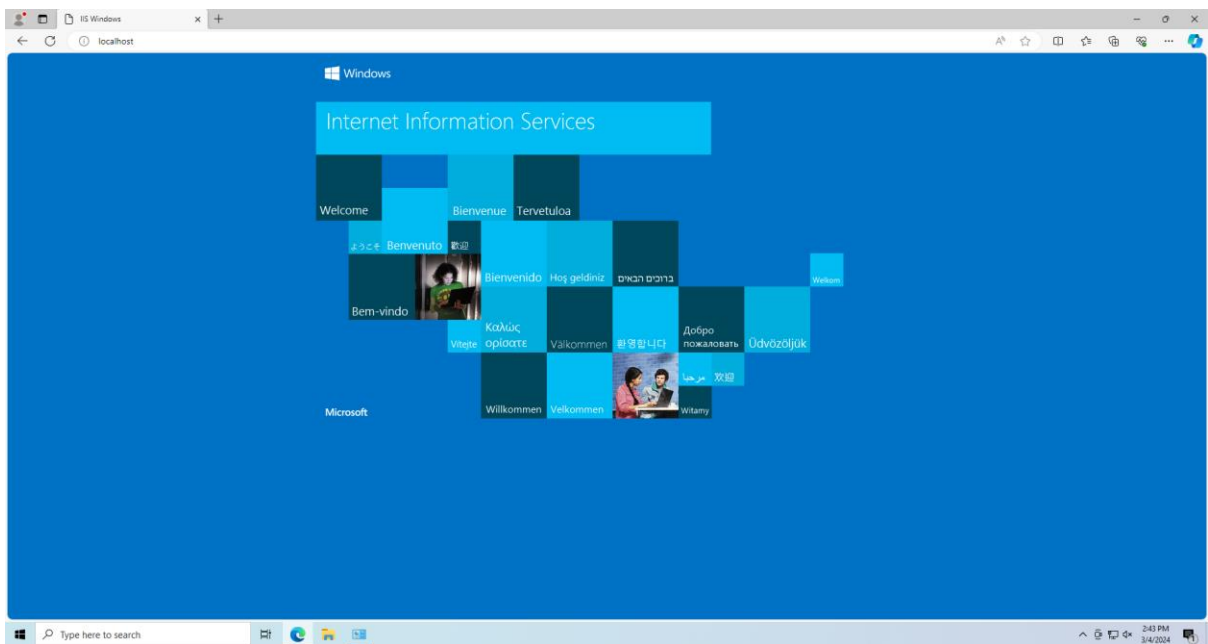 IIS Windows
localhost
Windows
Internet Information Services
Welcome
Bienvenue
Tervetuloa
ようこそ
Benvenuto
歡迎
Bienvenido
Hoş geldiniz
ברוכים הבאים
Welkom
Bem-vindo
Vítejte
Καλώς
ορίσατε
Välkommen
환영합니다
Добро
пожаловать
Üdvözöljük
Microsoft
Willkommen
Velkommen
مرحبا
欢迎
Witamy
Type here to search
2:43 PM
3/4/2024